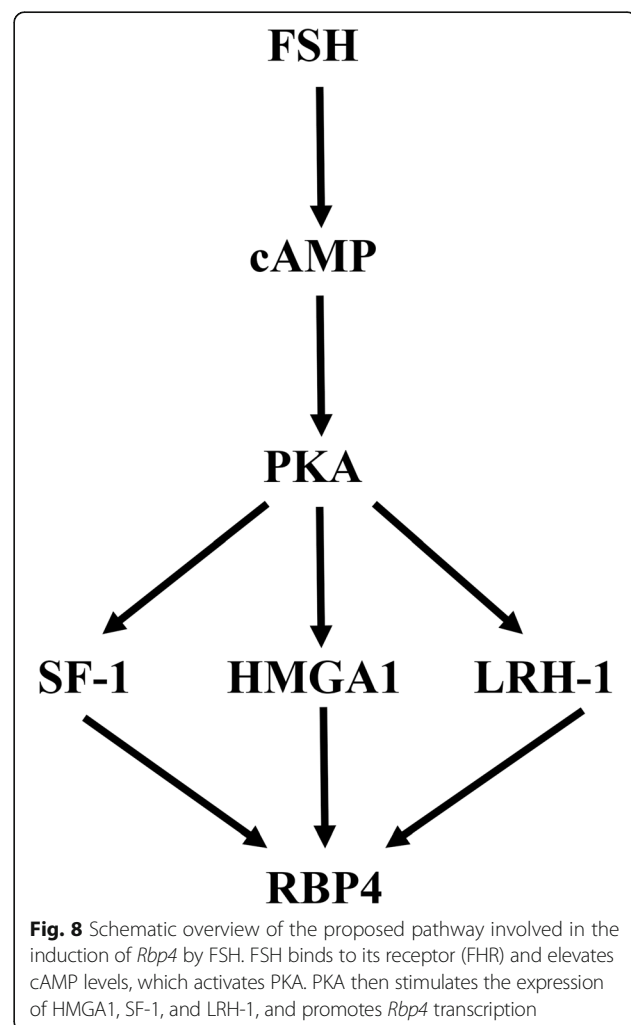 FSH
cAMP
PKA
SF-1 HMGA1 LRH-1
RBP4
Fig. 8 Schematic overview of the proposed pathway involved in the
induction of Rbp4 by FSH. FSH binds to its receptor (FHR) and elevates
cAMP levels, which activates PKA. PKA then stimulates the expression
of HMGA1, SF-1, and LRH-1, and promotes Rbp4 transcription